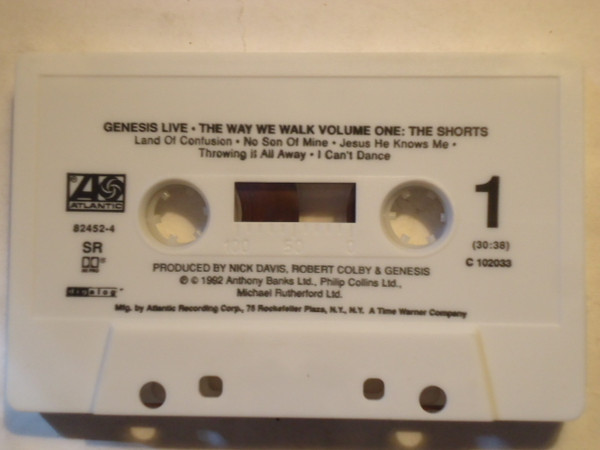 GENESIS LIVE • THE WAY WE WALK VOLUME ONE: THE SHORTS
Land Of Confusion • No Son Of Mine • Jesus He Knows Me •
Throwing it All Away • I Can't Dance
ATLANTIC
82452-4
SR
1
(30:38)
C 102033
100 50 0
PRODUCED BY NICK DAVIS, ROBERT COLBY & GENESIS
℗ © 1992 Anthony Banks Ltd., Philip Collins Ltd.,
Michael Rutherford Ltd.
Mfg. by Atlantic Recording Corp., 75 Rockefeller Plaza, N.Y., N.Y. A Time Warner Company